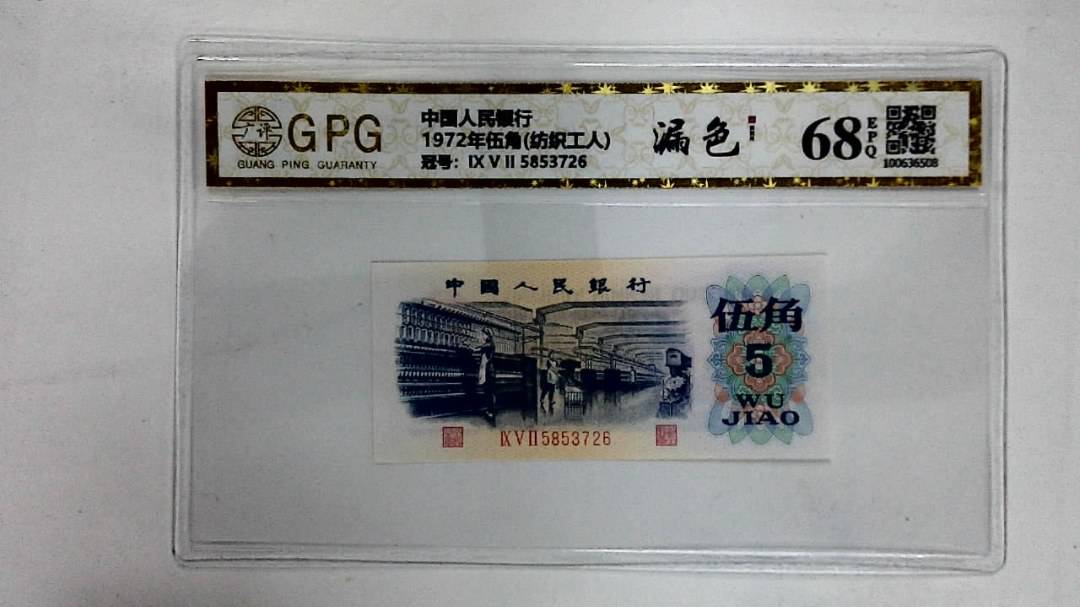 广评
GPG
GUANG PING GUARANTY
中国人民银行
1972年伍角(纺织工人)
冠号: IX V II 5853726
漏色
68
EPQ
100636508
中國人民銀行
伍角
5
WU
JIAO
IX V II 5853726